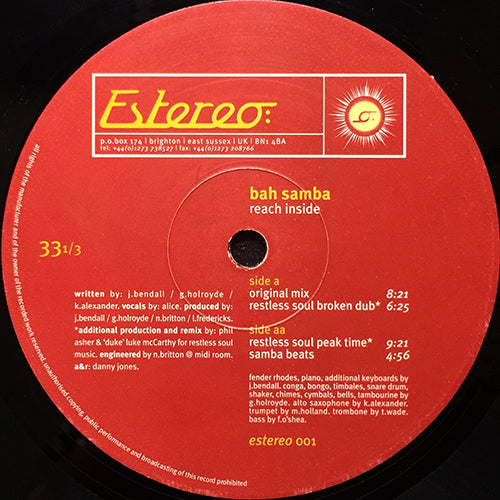 Estereo:
p.o.box 174 | brighton | east sussex | UK | BN1 4BA
tel: +44(0)1273 738527 | fax: +44(0)1273 208766
bah samba
reach inside
33 1/3
side a
original mix 8:21
restless soul broken dub* 6:25
side aa
restless soul peak time* 9:21
samba beats 4:56
written by: j.bendall / g.holroyde /
k.alexander. vocals by: alice. produced by:
j.bendall / g.holroyde / n.britton / l.fredericks.
*additional production and remix by: phil
asher & 'duke' luke mcCarthy for restless soul
music. engineered by n.britton @ midi room.
a&r: danny jones.
fender rhodes, piano, additional keyboards by
j.bendall. conga, bongo, timbales, snare drum,
shaker, chimes, cymbals, bells, tambourine by
g.holroyde. alto saxophone by k.alexander.
trumpet by m.holland. trombone by t.wade.
bass by f.o'shea.
estereo 001
all rights of the manufacturer and of the owner of the recorded work reserved. unauthorised copying, public performance and broadcasting of this record prohibited